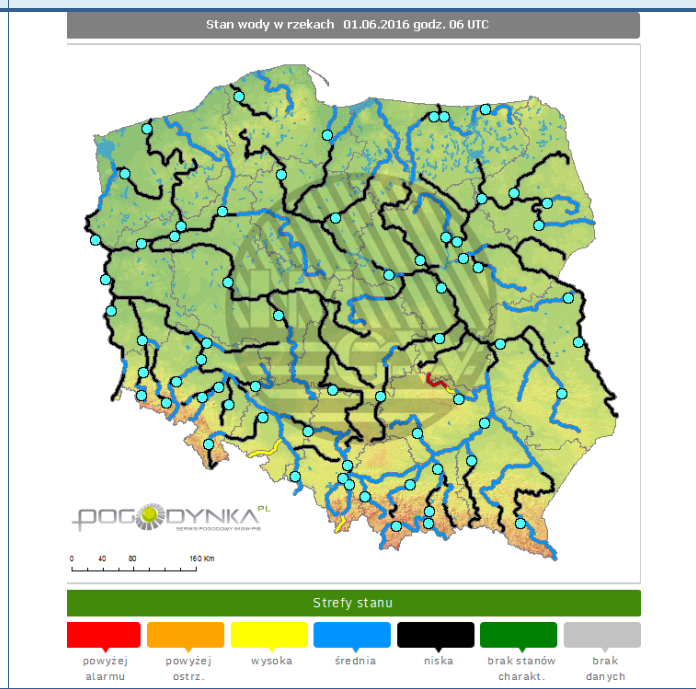 Stan wody w rzekach 01.06.2016 godz. 06 UTC
POGODYNKA.PL
SERWIS POGODOWY IMGW-PIB
0 40 80 160 Km
Strefy stanu
powyżej alarmu
powyżej ostrz.
wysoka
średnia
niska
brak stanów charakt.
brak danych